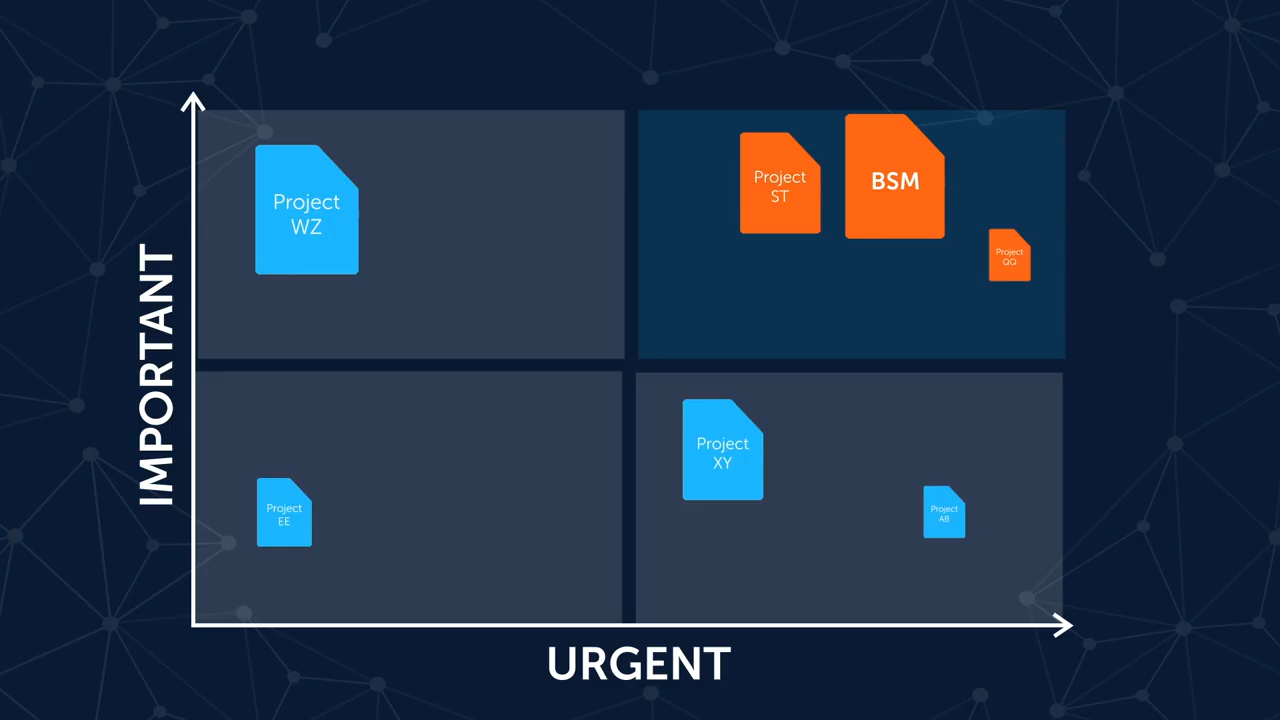 IMPORTANT
Project
WZ
Project
ST
BSM
Project
QQ
Project
EE
Project
XY
Project
AB
URGENT